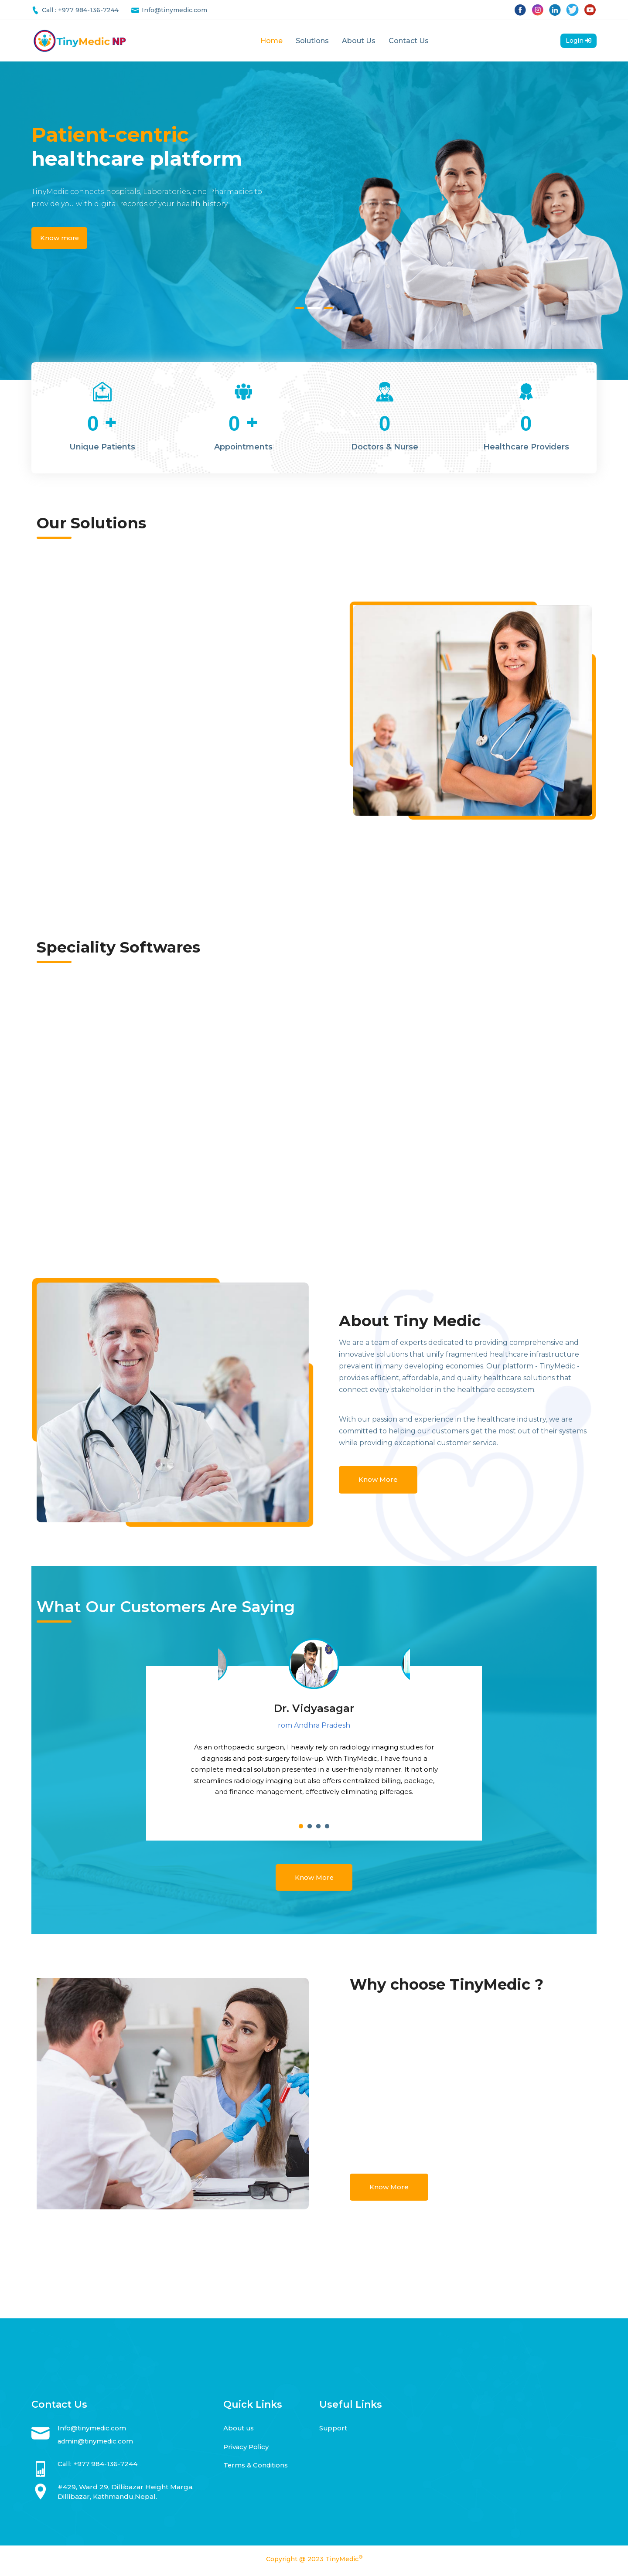 Call : +977 984-136-7244
Info@tinymedic.com
TinyMedic NP
Home
Solutions
About Us
Contact Us
Login
Patient-centric
healthcare platform
TinyMedic connects hospitals, Laboratories, and Pharmacies to
provide you with digital records of your health history
Know more
0 +
Unique Patients
0 +
Appointments
0
Doctors & Nurse
0
Healthcare Providers
Our Solutions
Speciality Softwares
About Tiny Medic
We are a team of experts dedicated to providing comprehensive and
innovative solutions that unify fragmented healthcare infrastructure
prevalent in many developing economies. Our platform - TinyMedic -
provides efficient, affordable, and quality healthcare solutions that
connect every stakeholder in the healthcare ecosystem.
With our passion and experience in the healthcare industry, we are
committed to helping our customers get the most out of their systems
while providing exceptional customer service.
Know More
What Our Customers Are Saying
Dr. Vidyasagar
rom Andhra Pradesh
As an orthopaedic surgeon, I heavily rely on radiology imaging studies for
diagnosis and post-surgery follow-up. With TinyMedic, I have found a
complete medical solution presented in a user-friendly manner. It not only
streamlines radiology imaging but also offers centralized billing, package,
and finance management, effectively eliminating pilferages.
Know More
Why choose TinyMedic ?
Know More
Contact Us
Info@tinymedic.com
admin@tinymedic.com
Call: +977 984-136-7244
#429, Ward 29, Dillibazar Height Marga,
Dillibazar, Kathmandu,Nepal.
Quick Links
About us
Privacy Policy
Terms & Conditions
Useful Links
Support
Copyright @ 2023 TinyMedic®